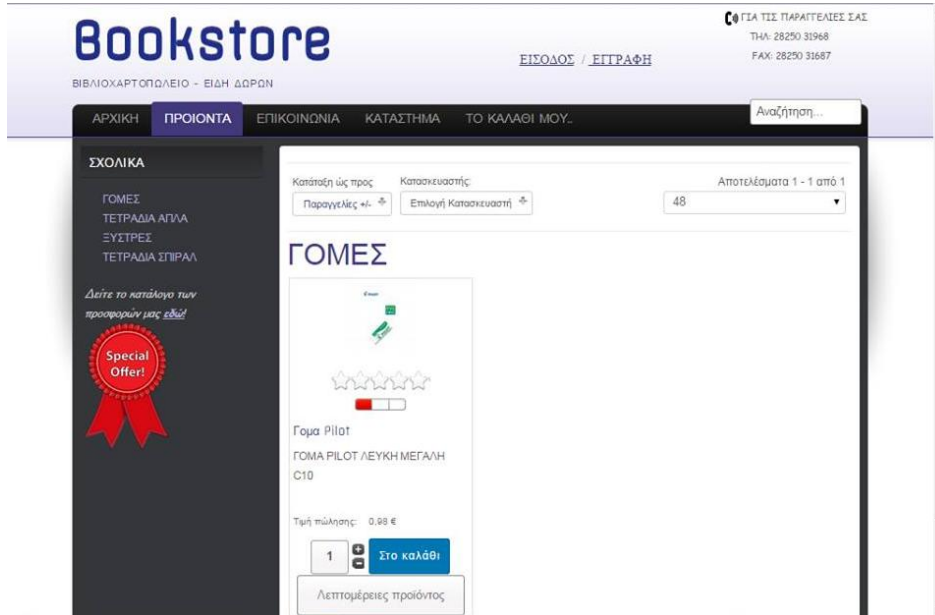 Bookstore
ΒΙΒΛΙΟΧΑΡΤΟΠΩΛΕΙΟ - ΕΙΔΗ ΔΩΡΩΝ
ΕΙΣΟΔΟΣ / ΕΓΓΡΑΦΗ
ΓΙΑ ΤΙΣ ΠΑΡΑΓΓΕΛΙΕΣ ΣΑΣ
ΤΗΛ: 28250 31968
FAX: 28250 31687
ΑΡΧΙΚΗ ΠΡΟΙΟΝΤΑ ΕΠΙΚΟΙΝΩΝΙΑ ΚΑΤΑΣΤΗΜΑ ΤΟ ΚΑΛΑΘΙ ΜΟΥ..
Αναζήτηση...
ΣΧΟΛΙΚΑ
ΓΟΜΕΣ
ΤΕΤΡΑΔΙΑ ΑΠΛΑ
ΞΥΣΤΡΕΣ
ΤΕΤΡΑΔΙΑ ΣΠΙΡΑΛ
Δείτε το κατάλογο των
προσφορών μας εδώ!
Special
Offer!
Κατάταξη ώς προς Κατασκευαστής: Αποτελέσματα 1 - 1 από 1
Παραγγελίες +/- Επιλογή Κατασκευαστή 48
ΓΟΜΕΣ
Γομα Pilot
ΓΟΜΑ PILOT ΛΕΥΚΗ ΜΕΓΑΛΗ
C10
Τιμή πώλησης: 0,98 €
1 Στο καλάθι
Λεπτομέρειες προϊόντος